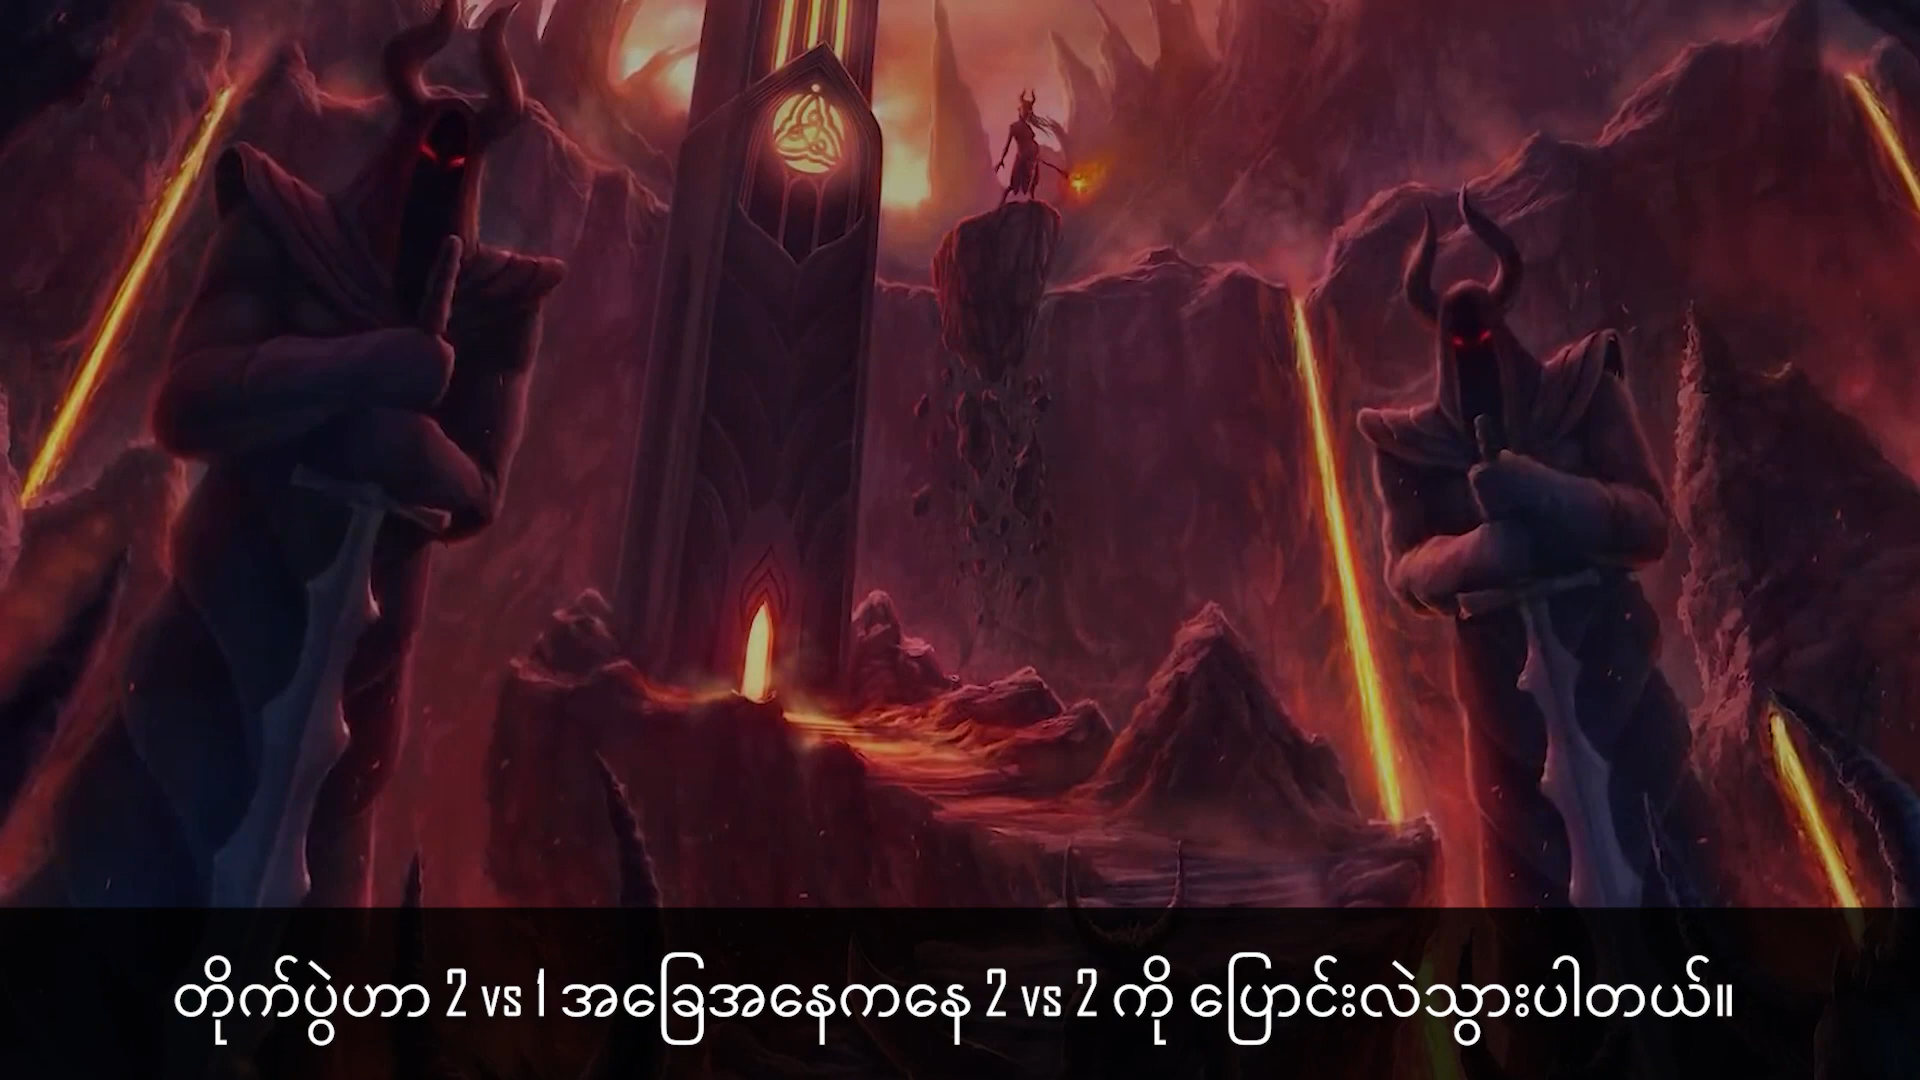 တိုက်ပွဲဟာ 2 vs 1 အခြေအနေကနေ 2 vs 2 ကို ပြောင်းလဲသွားပါတယ်။